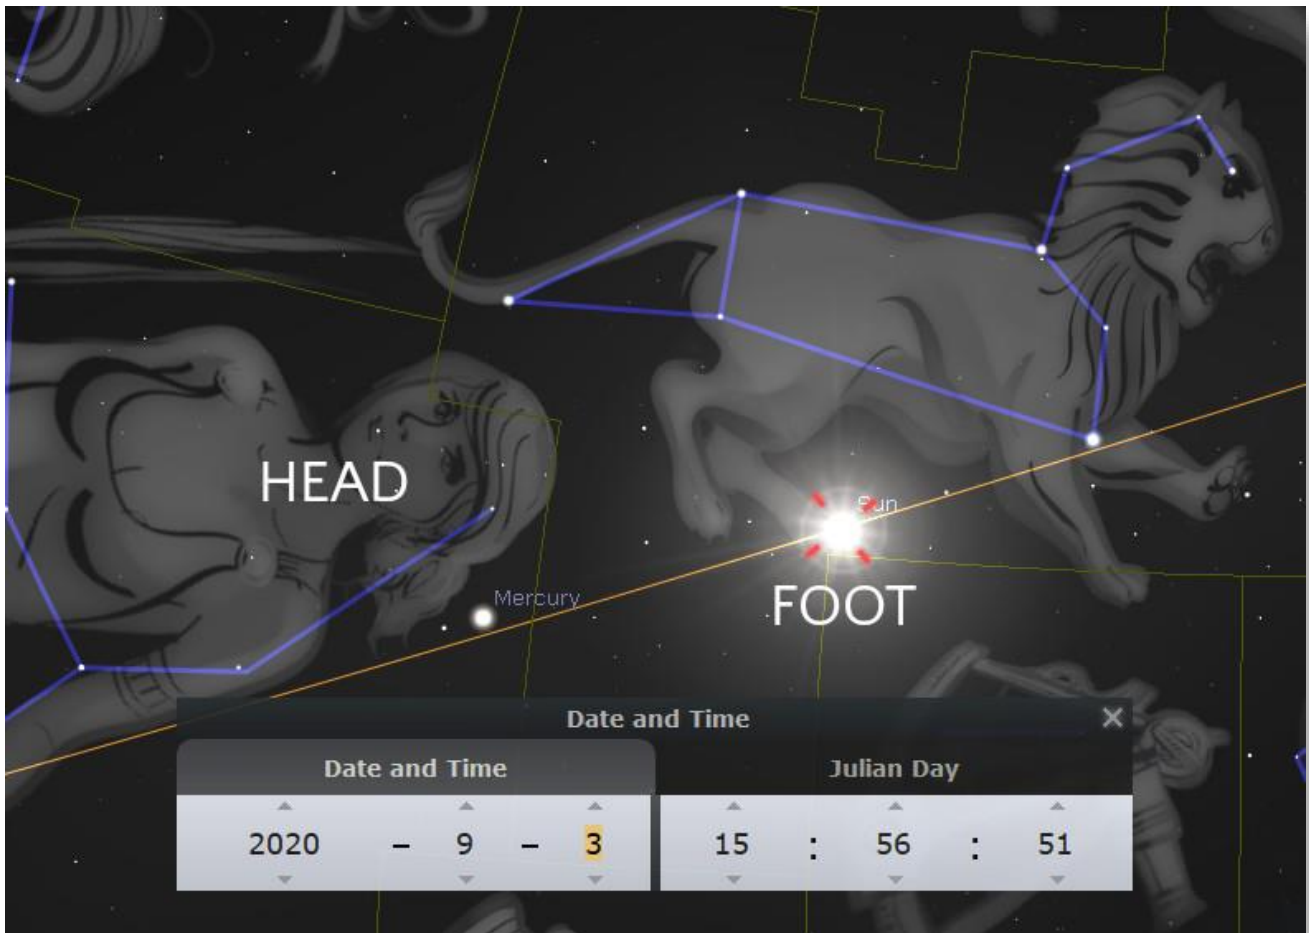 Sun
HEAD
Mercury
FOOT
Date and Time ×
Date and Time Julian Day
2020 – 9 – 3 15 : 56 : 51